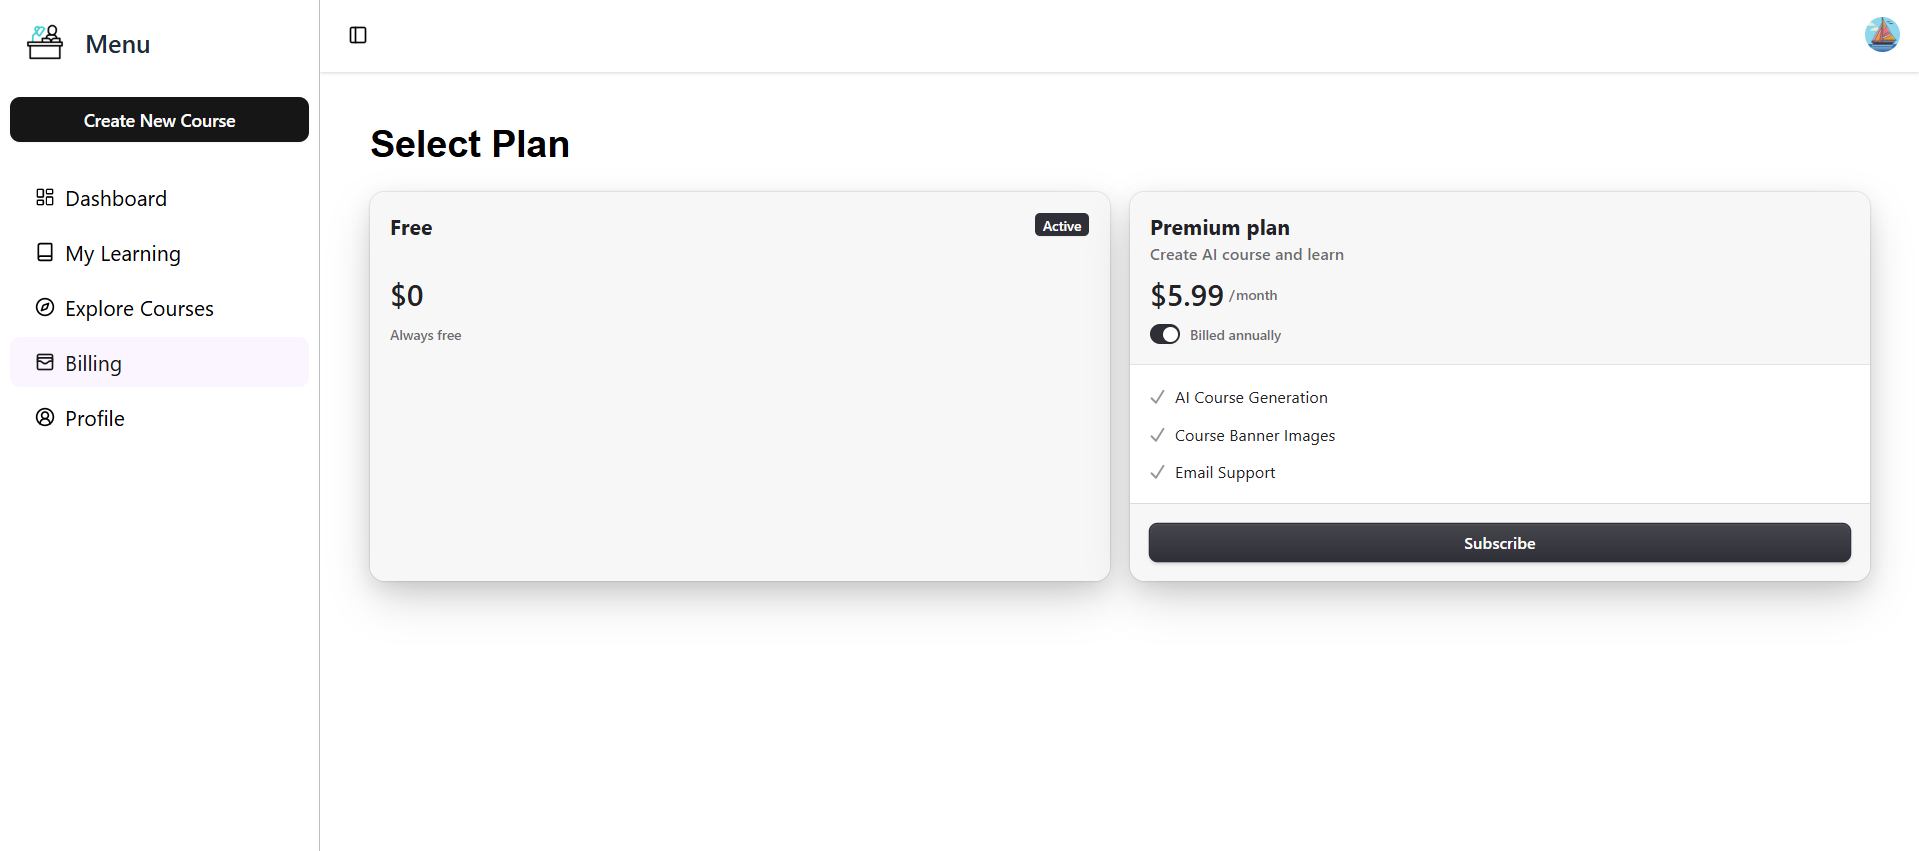 Menu
Create New Course
Dashboard
My Learning
Explore Courses
Billing
Profile
Select Plan
Free
Active
$0
Always free
Premium plan
Create AI course and learn
$5.99 /month
Billed annually
AI Course Generation
Course Banner Images
Email Support
Subscribe